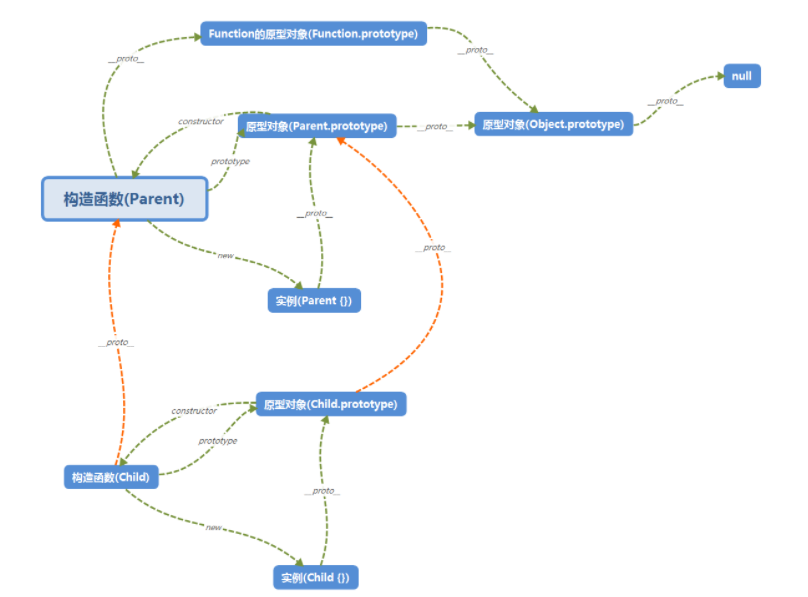 Function的原型对象(Function.prototype)
__proto__
__proto__
null
__proto__
constructor
原型对象(Parent.prototype)
__proto__
原型对象(Object.prototype)
prototype
构造函数(Parent)
__proto__
__proto__
new
实例(Parent {})
__proto__
原型对象(Child.prototype)
constructor
prototype
构造函数(Child)
__proto__
new
实例(Child {})